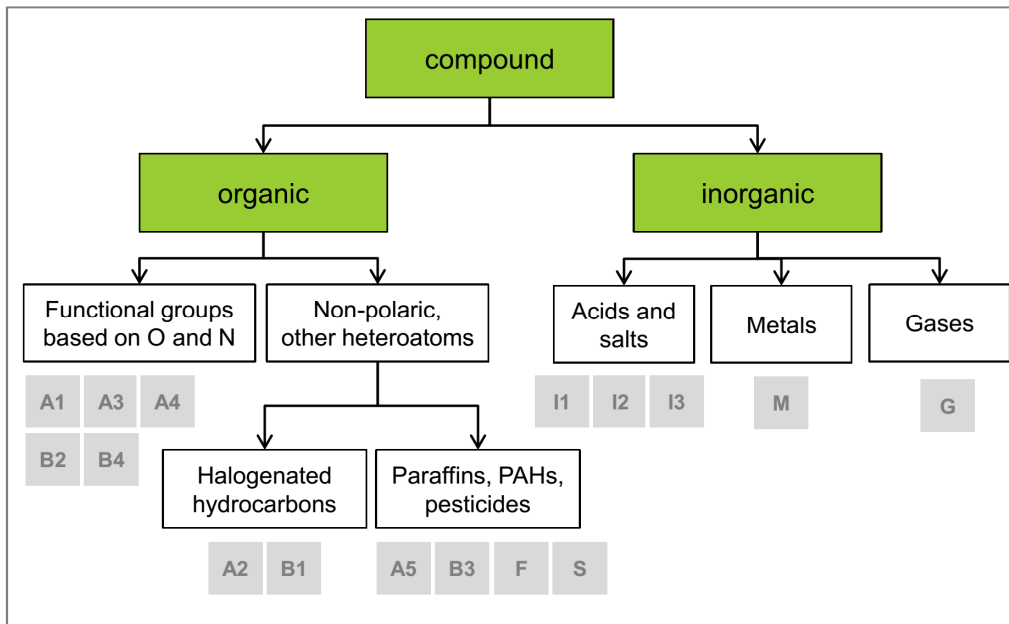 compound
organic
inorganic
Functional groups
based on O and N
Non-polaric,
other heteroatoms
Acids and
salts
Metals
Gases
A1 A3 A4
B2 B4
I1 I2 I3
M
G
Halogenated
hydrocarbons
Paraffins, PAHs,
pesticides
A2 B1
A5 B3 F S